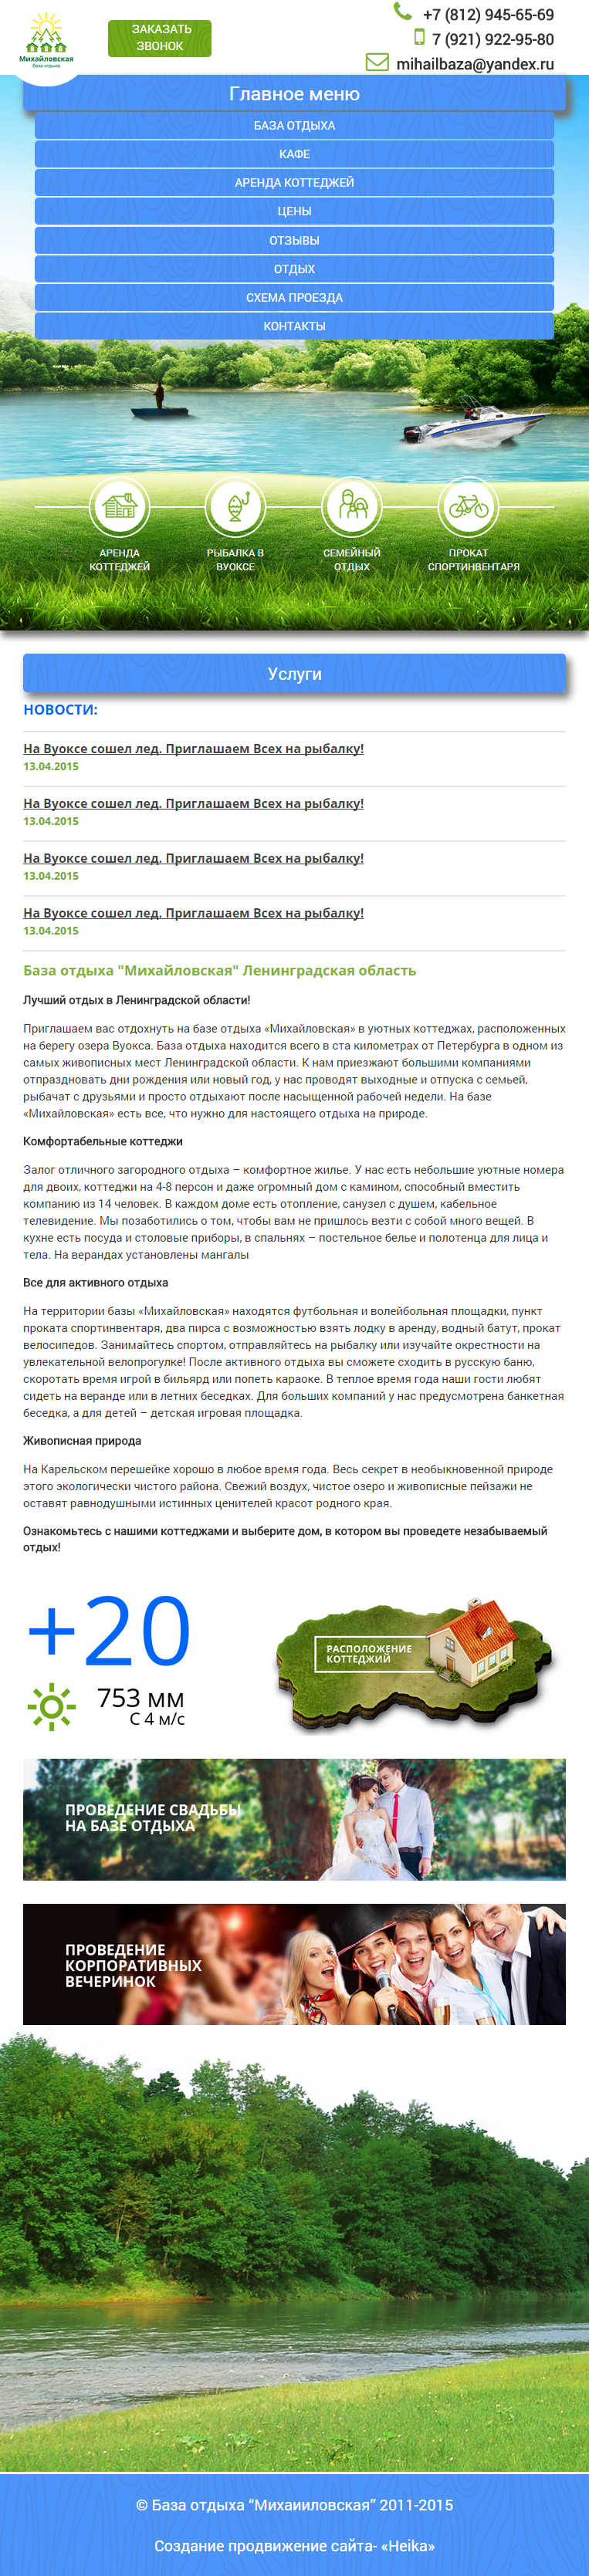 Михайловская
база отдыха
ЗАКАЗАТЬ
ЗВОНОК
+7 (812) 945-65-69
7 (921) 922-95-80
mihailbaza@yandex.ru
Главное меню
БАЗА ОТДЫХА
КАФЕ
АРЕНДА КОТТЕДЖЕЙ
ЦЕНЫ
ОТЗЫВЫ
ОТДЫХ
СХЕМА ПРОЕЗДА
КОНТАКТЫ
АРЕНДА
КОТТЕДЖЕЙ
РЫБАЛКА В
ВУОКСЕ
СЕМЕЙНЫЙ
ОТДЫХ
ПРОКАТ
СПОРТИНВЕНТАРЯ
Услуги
НОВОСТИ:
На Вуоксе сошел лед. Приглашаем Всех на рыбалку!
13.04.2015
На Вуоксе сошел лед. Приглашаем Всех на рыбалку!
13.04.2015
На Вуоксе сошел лед. Приглашаем Всех на рыбалку!
13.04.2015
На Вуоксе сошел лед. Приглашаем Всех на рыбалку!
13.04.2015
База отдыха "Михайловская" Ленинградская область
Лучший отдых в Ленинградской области!
Приглашаем вас отдохнуть на базе отдыха «Михайловская» в уютных коттеджах, расположенных
на берегу озера Вуокса. База отдыха находится всего в ста километрах от Петербурга в одном из
самых живописных мест Ленинградской области. К нам приезжают большими компаниями
отпраздновать дни рождения или новый год, у нас проводят выходные и отпуска с семьей,
рыбачат с друзьями и просто отдыхают после насыщенной рабочей недели. На базе
«Михайловская» есть все, что нужно для настоящего отдыха на природе.
Комфортабельные коттеджи
Залог отличного загородного отдыха – комфортное жилье. У нас есть небольшие уютные номера
для двоих, коттеджи на 4-8 персон и даже огромный дом с камином, способный вместить
компанию из 14 человек. В каждом доме есть отопление, санузел с душем, кабельное
телевидение. Мы позаботились о том, чтобы вам не пришлось везти с собой много вещей. В
кухне есть посуда и столовые приборы, в спальнях – постельное белье и полотенца для лица и
тела. На верандах установлены мангалы
Все для активного отдыха
На территории базы «Михайловская» находятся футбольная и волейбольная площадки, пункт
проката спортинвентаря, два пирса с возможностью взять лодку в аренду, водный батут, прокат
велосипедов. Занимайтесь спортом, отправляйтесь на рыбалку или изучайте окрестности на
увлекательной велопрогулке! После активного отдыха вы сможете сходить в русскую баню,
скоротать время игрой в бильярд или попеть караоке. В теплое время года наши гости любят
сидеть на веранде или в летних беседках. Для больших компаний у нас предусмотрена банкетная
беседка, а для детей – детская игровая площадка.
Живописная природа
На Карельском перешейке хорошо в любое время года. Весь секрет в необыкновенной природе
этого экологически чистого района. Свежий воздух, чистое озеро и живописные пейзажи не
оставят равнодушными истинных ценителей красот родного края.
Ознакомьтесь с нашими коттеджами и выберите дом, в котором вы проведете незабываемый
отдых!
+20
753 мм
С 4 м/с
РАСПОЛОЖЕНИЕ
КОТТЕДЖИЙ
ПРОВЕДЕНИЕ СВАДЬБЫ
НА БАЗЕ ОТДЫХА
ПРОВЕДЕНИЕ
КОРПОРАТИВНЫХ
ВЕЧЕРИНОК
© База отдыха “Михаииловская” 2011-2015
Создание продвижение сайта- «Heika»